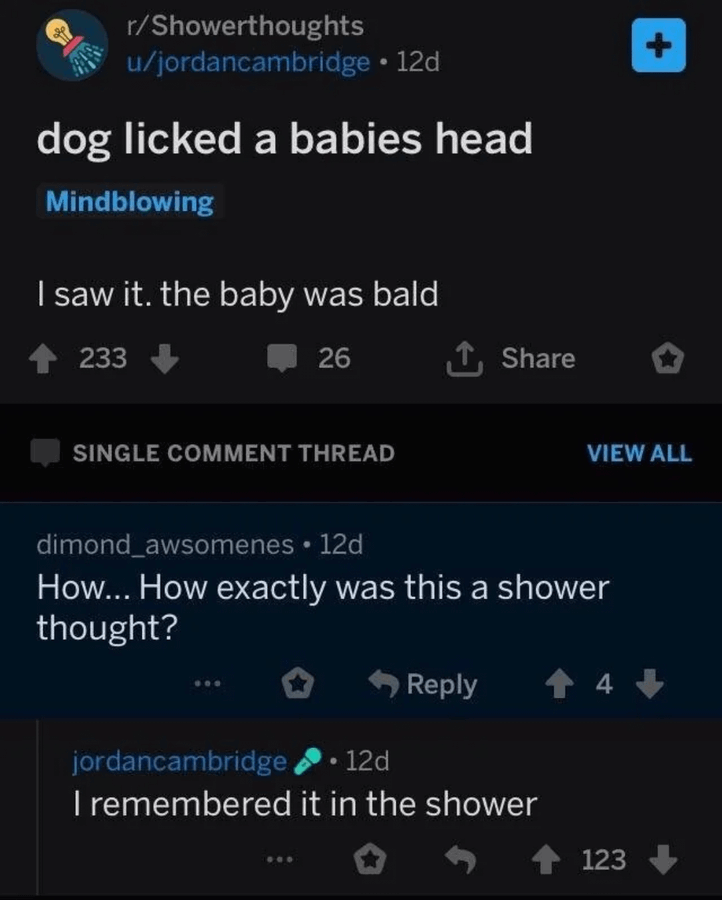 r/Showerthoughts
u/jordancambridge • 12d
dog licked a babies head
Mindblowing
I saw it. the baby was bald
233
26
Share
SINGLE COMMENT THREAD
VIEW ALL
dimond_awsomenes • 12d
How... How exactly was this a shower
thought?
Reply
4
jordancambridge • 12d
I remembered it in the shower
123